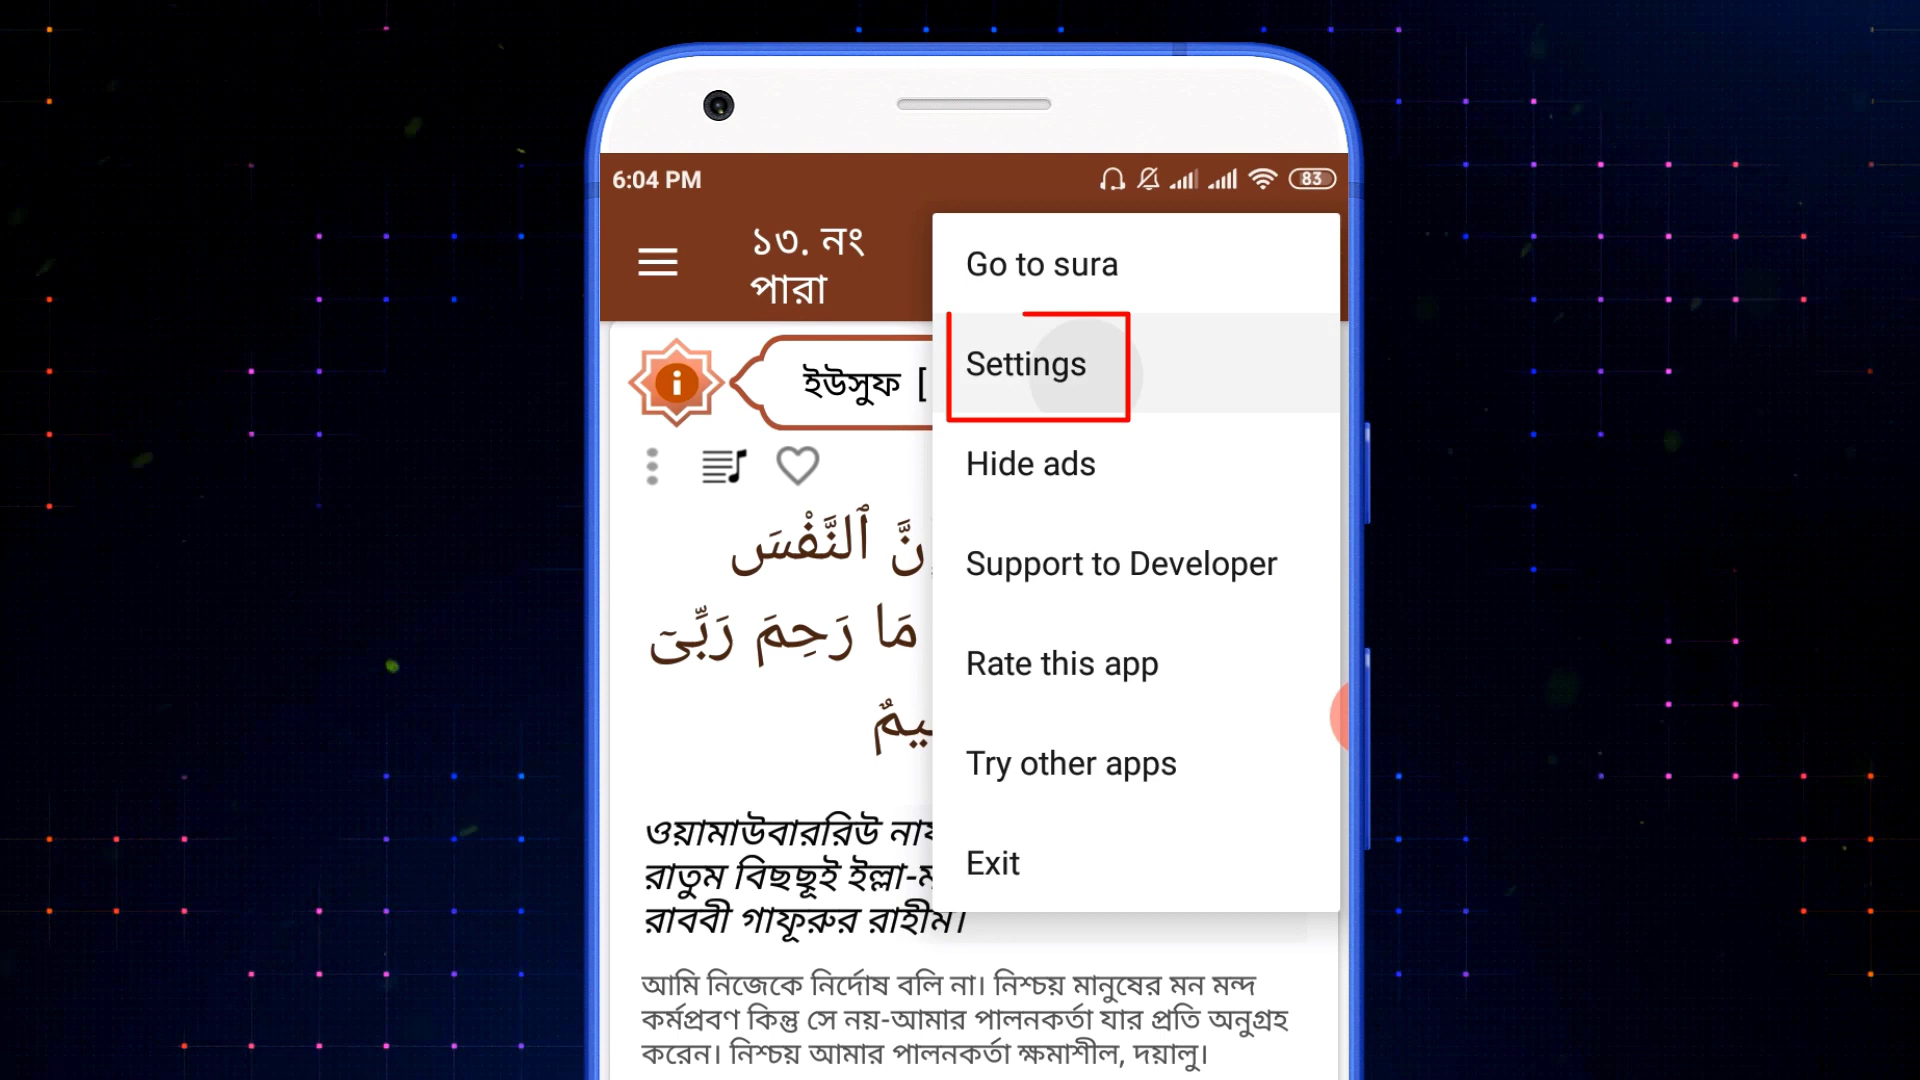 6:04 PM
83
১৩. নং
পারা
Go to sura
Settings
Hide ads
Support to Developer
Rate this app
Try other apps
Exit
ইউসুফ [
نَّ ٱلنَّفْسَ
مَا رَحِمَ رَبِّىٓ
ওয়ামাউবাররিউ
রাতুম বিছছূই ইল্লা-
রাববী গাফূরুর রাহীম।
আমি নিজেকে নির্দোষ বলি না। নিশ্চয় মানুষের মন মন্দ
কর্মপ্রবণ কিন্তু সে নয়-আমার পালনকর্তা যার প্রতি অনুগ্রহ
করেন। নিশ্চয় আমার পালনকর্তা ক্ষমাশীল, দয়ালু।